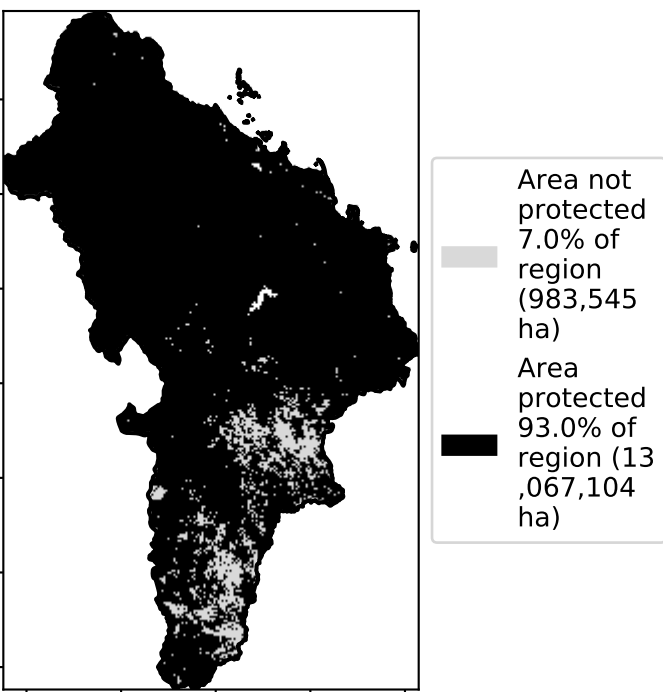 Area not
protected
7.0% of
region
(983,545
ha)
Area
protected
93.0% of
region (13
,067,104
ha)